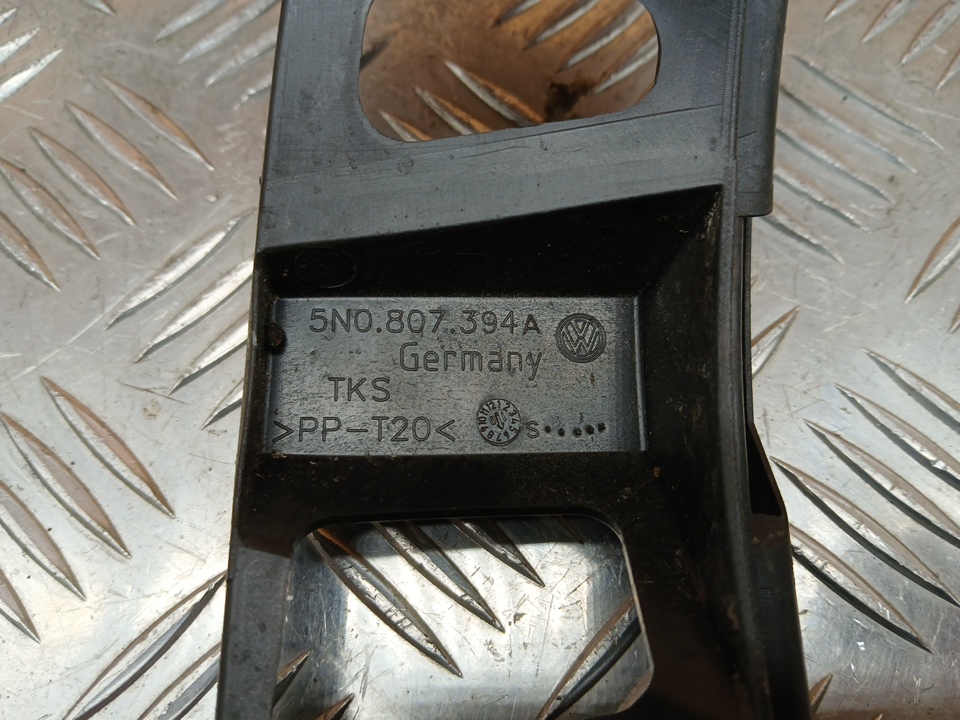 5N0.807.394A
Germany
TKS
>PP-T20<
s